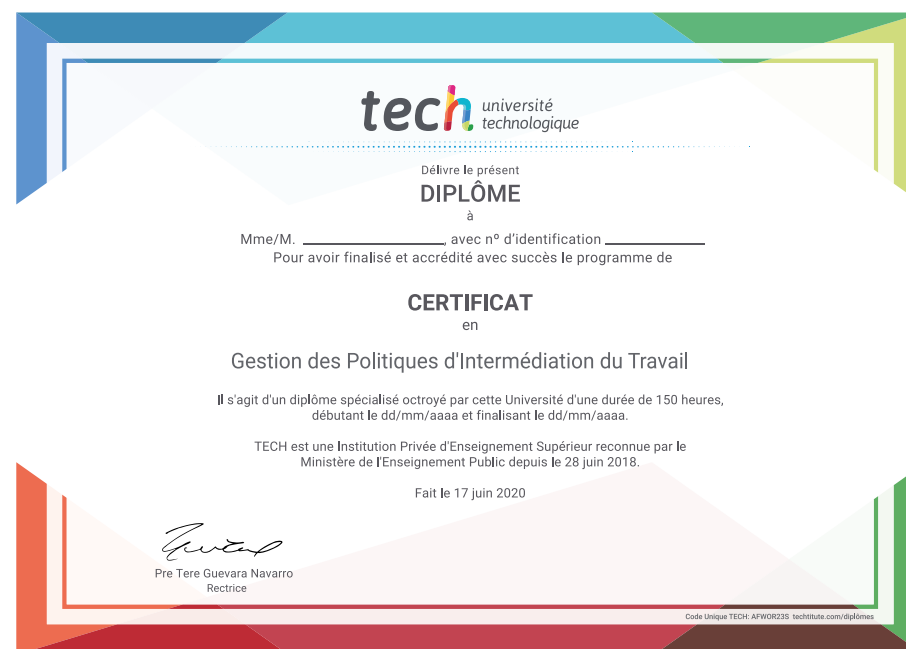 tech université
technologique
Délivre le présent
DIPLÔME
à
Mme/M. ____________________, avec nº d'identification ______________
Pour avoir finalisé et accrédité avec succès le programme de
CERTIFICAT
en
Gestion des Politiques d'Intermédiation du Travail
Il s'agit d'un diplôme spécialisé octroyé par cette Université d'une durée de 150 heures,
débutant le dd/mm/aaaa et finalisant le dd/mm/aaaa.
TECH est une Institution Privée d'Enseignement Supérieur reconnue par le
Ministère de l'Enseignement Public depuis le 28 juin 2018.
Fait le 17 juin 2020
Pre Tere Guevara Navarro
Rectrice
Code Unique TECH: AFWOR23S techtitute.com/diplômes